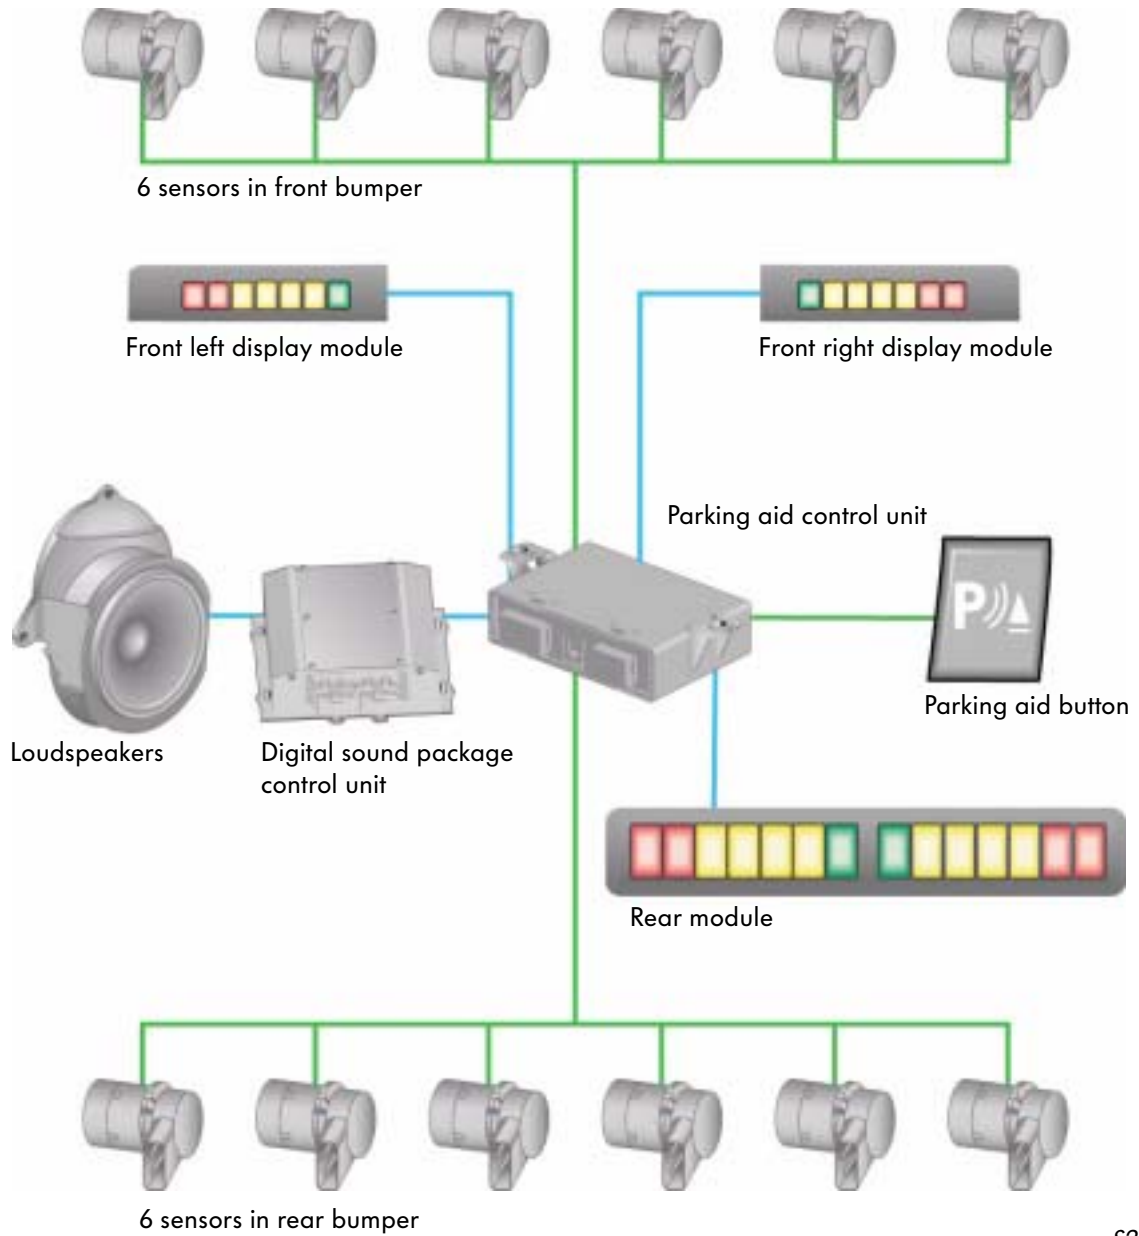 6 sensors in front bumper
Front left display module
Front right display module
Parking aid control unit
P
Parking aid button
Loudspeakers
Digital sound package
control unit
Rear module
6 sensors in rear bumper